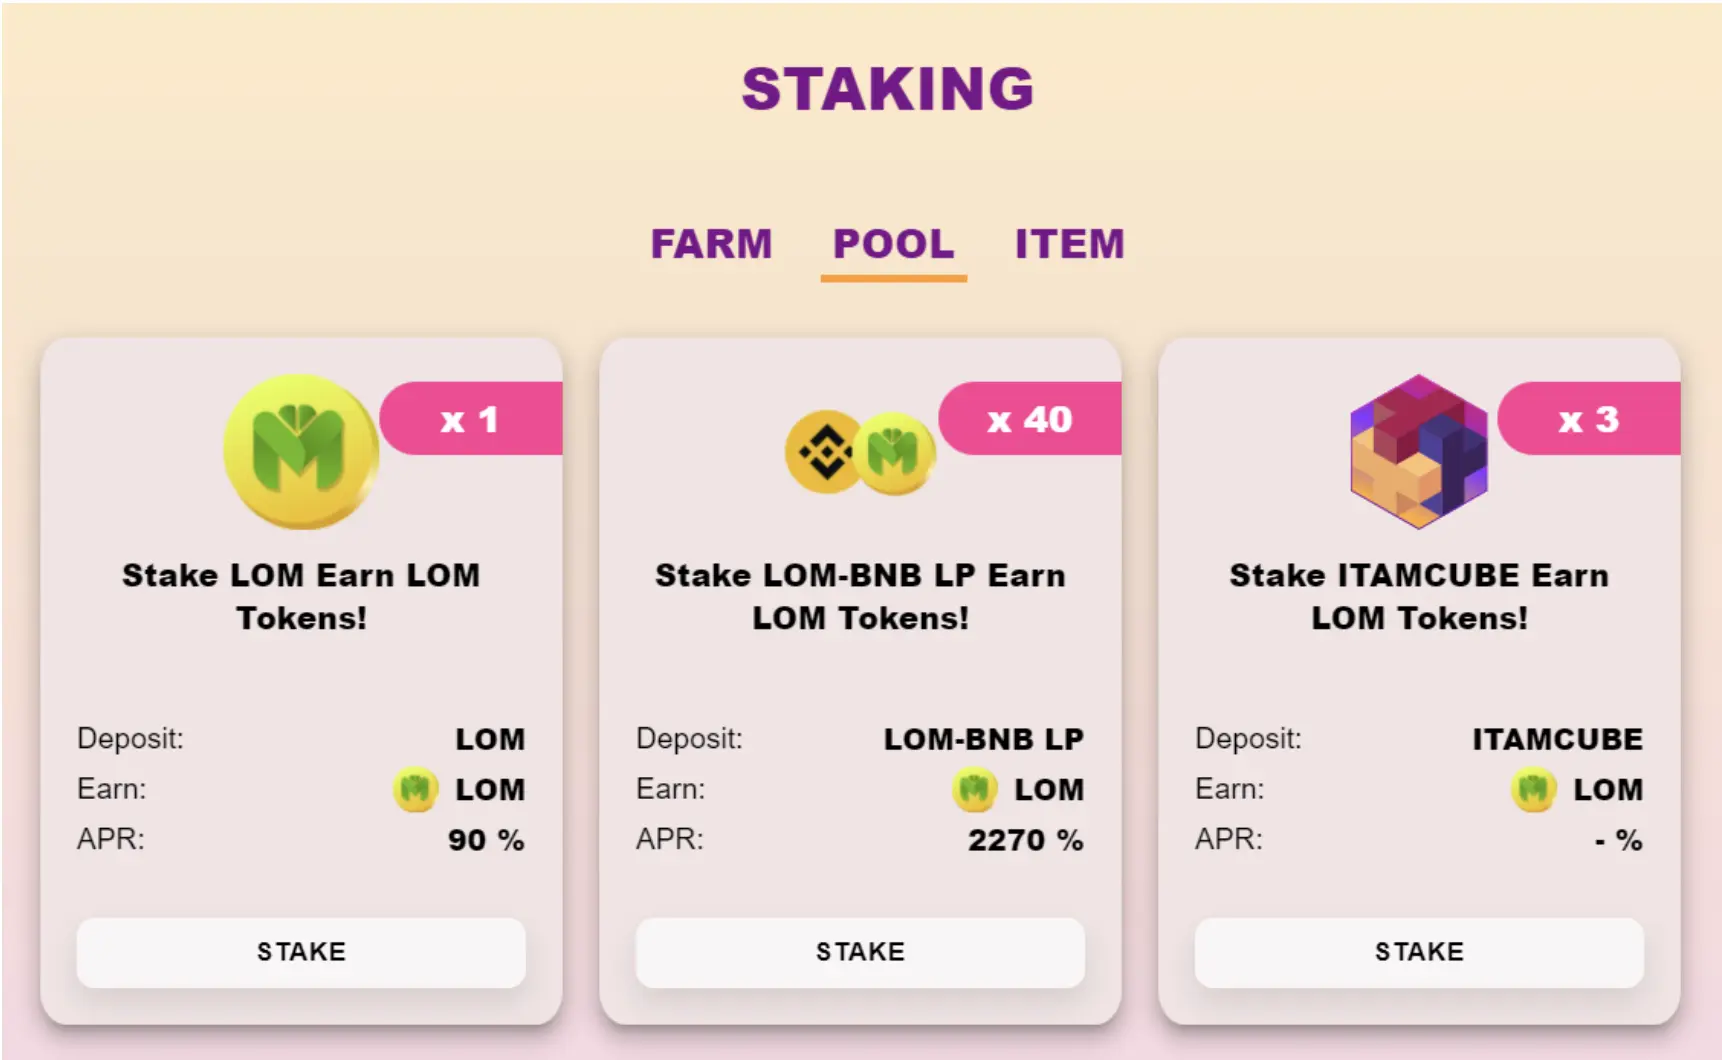 STAKING
FARM POOL ITEM
x 1
Stake LOM Earn LOM
Tokens!
Deposit: LOM
Earn: LOM
APR: 90 %
STAKE
x 40
Stake LOM-BNB LP Earn
LOM Tokens!
Deposit: LOM-BNB LP
Earn: LOM
APR: 2270 %
STAKE
x 3
Stake ITAMCUBE Earn
LOM Tokens!
Deposit: ITAMCUBE
Earn: LOM
APR: - %
STAKE